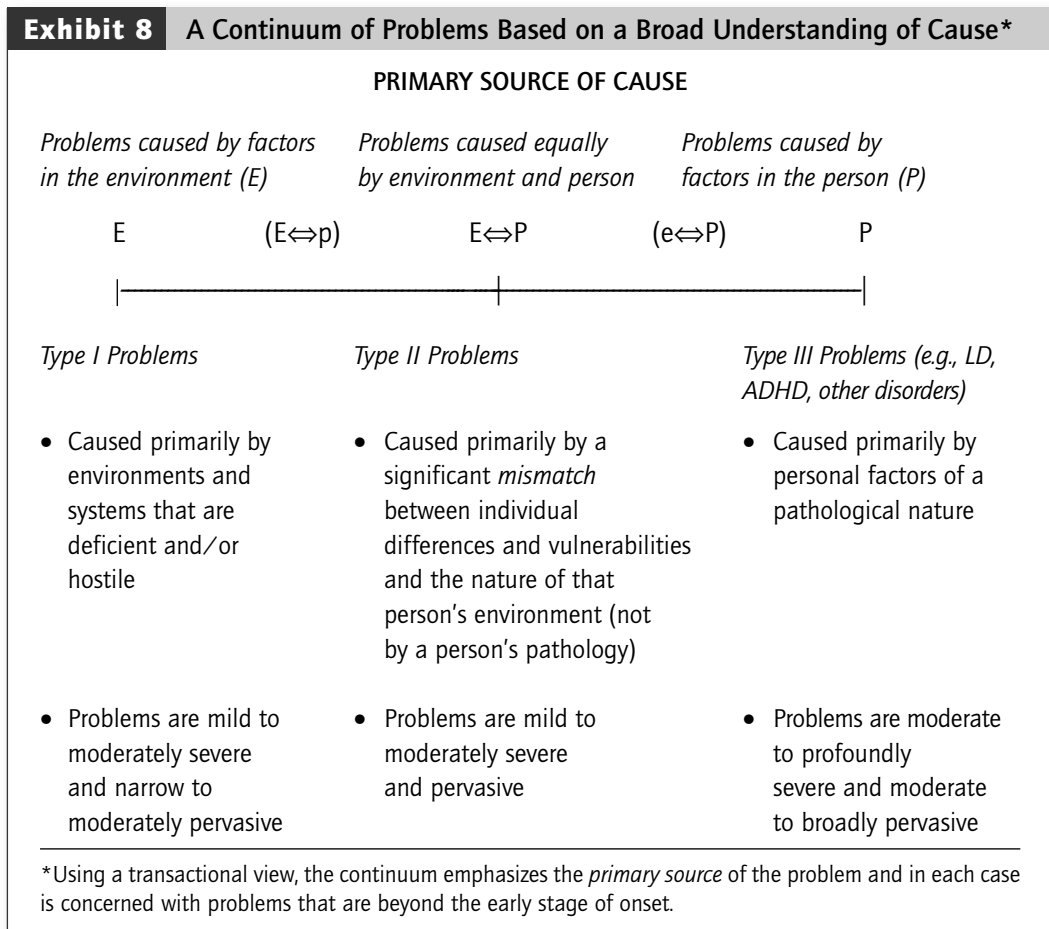 Exhibit 8 A Continuum of Problems Based on a Broad Understanding of Cause*
PRIMARY SOURCE OF CAUSE
Problems caused by factors
in the environment (E)
Problems caused equally
by environment and person
Problems caused by
factors in the person (P)
E (E⇔p) E⇔P (e⇔P) P
Type I Problems
• Caused primarily by
environments and
systems that are
deficient and/or
hostile
• Problems are mild to
moderately severe
and narrow to
moderately pervasive
Type II Problems
• Caused primarily by a
significant mismatch
between individual
differences and vulnerabilities
and the nature of that
person's environment (not
by a person's pathology)
• Problems are mild to
moderately severe
and pervasive
Type III Problems (e.g., LD,
ADHD, other disorders)
• Caused primarily by
personal factors of a
pathological nature
• Problems are moderate
to profoundly
severe and moderate
to broadly pervasive
*Using a transactional view, the continuum emphasizes the primary source of the problem and in each case
is concerned with problems that are beyond the early stage of onset.